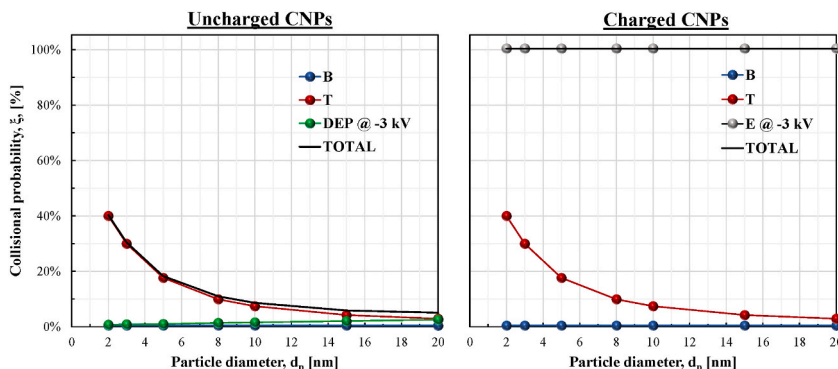 Uncharged CNPs
Charged CNPs
Collisional probability, ξ, [%]
100%
80%
60%
40%
20%
0%
B
T
DEP @ -3 kV
TOTAL
0 2 4 6 8 10 12 14 16 18 20
Particle diameter, dp [nm]
B
T
E @ -3 kV
TOTAL
0 2 4 6 8 10 12 14 16 18 20
Particle diameter, dp [nm]